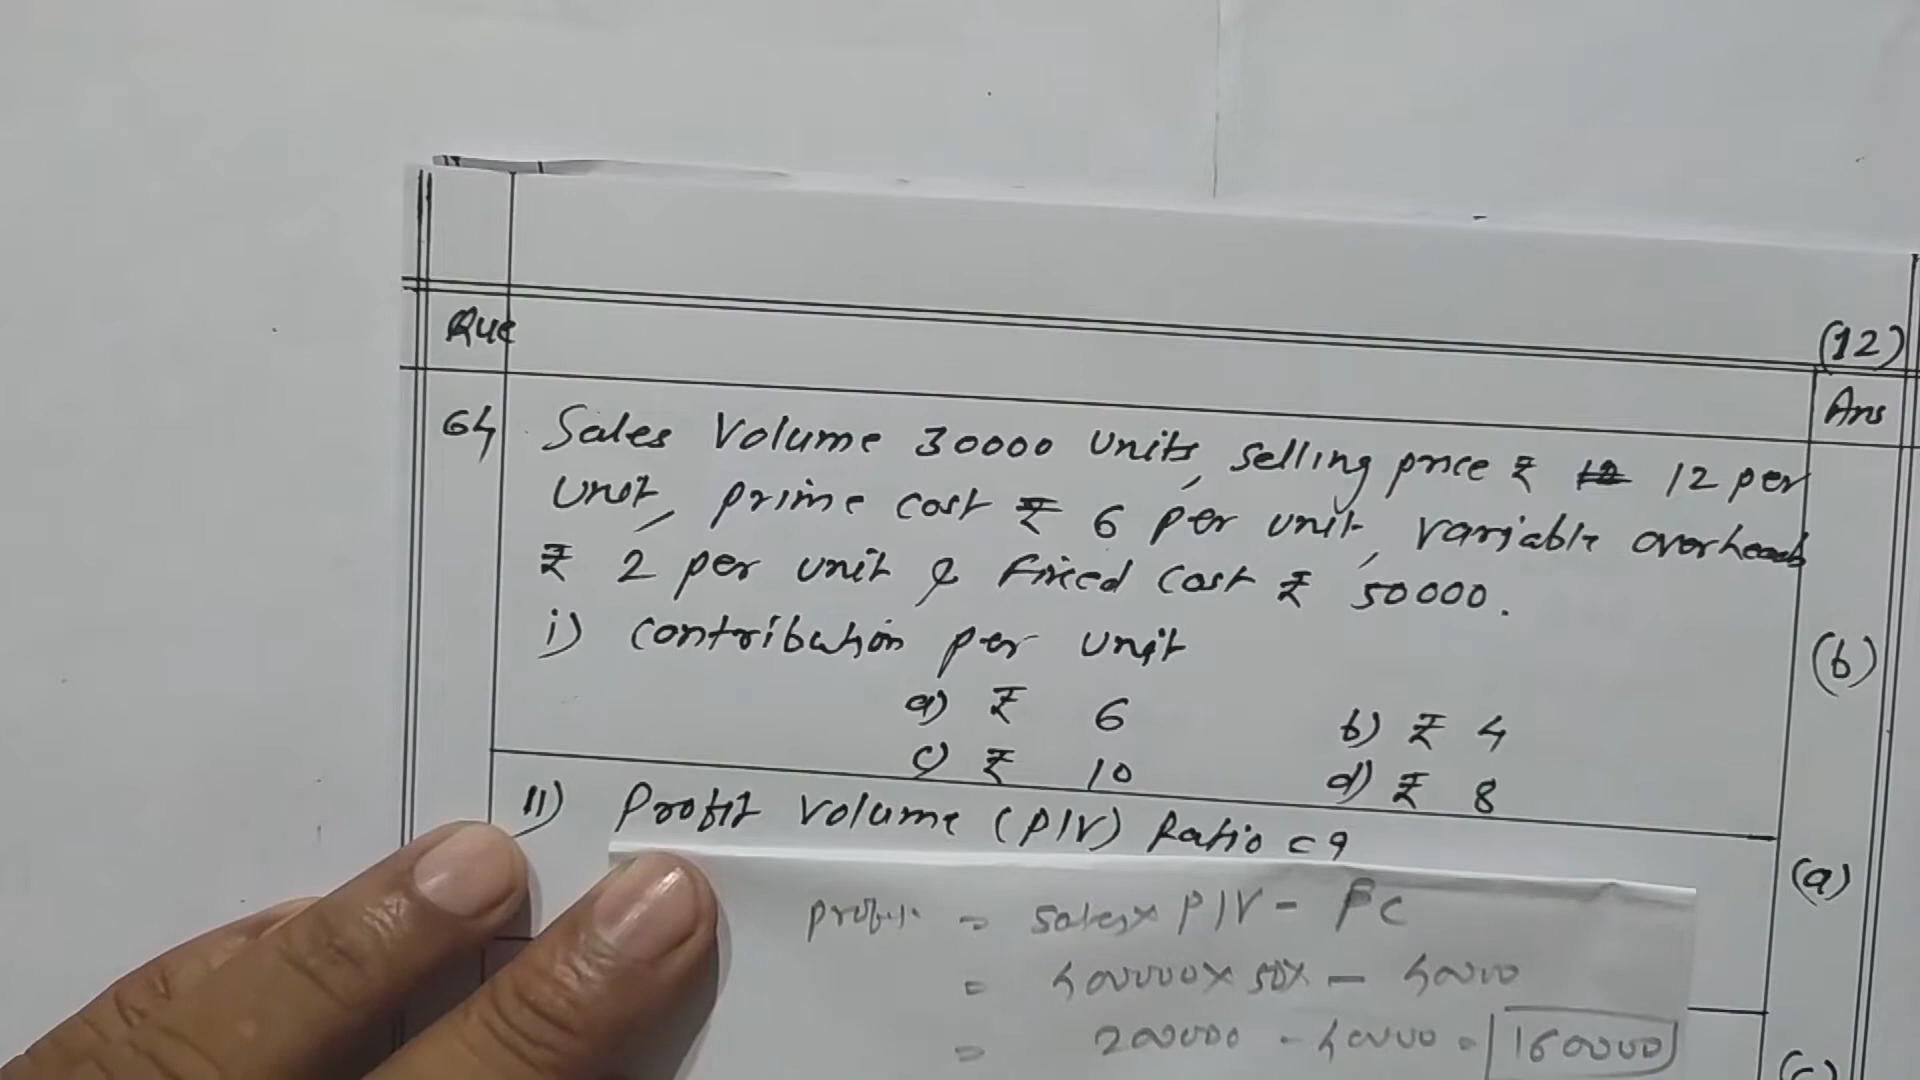 Que
(12)
Ans
64 Sales Volume 30000 units, selling price ₹ 12 per
unit, prime cost ₹ 6 per unit, variable overheads
₹ 2 per unit & fixed cost ₹ 50000.
i) contribution per unit
(b)
a) ₹ 6 b) ₹ 4
c) ₹ 10 d) ₹ 8
11) Profit Volume (P/V) Ratio
(a)
profit = sales x P/V - FC
= 400000 x 50% - 40000
= 200000 - 40000 = 160000
(c)